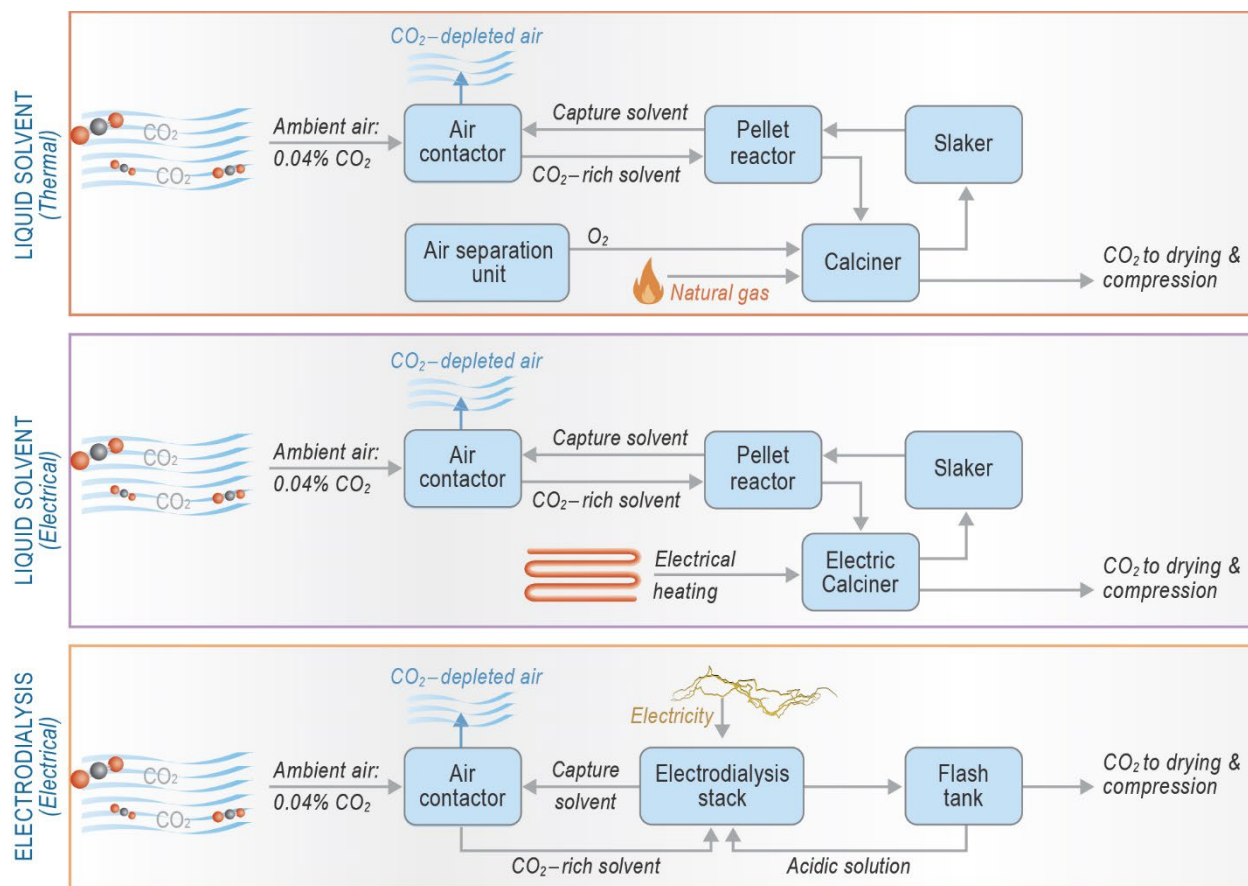 LIQUID SOLVENT
(Thermal)
CO₂–depleted air
CO₂
CO₂
Ambient air:
0.04% CO₂
Air
contactor
Capture solvent
CO₂–rich solvent
Pellet
reactor
Slaker
Air separation
unit
O₂
Natural gas
Calciner
CO₂ to drying &
compression
LIQUID SOLVENT
(Electrical)
CO₂–depleted air
CO₂
CO₂
Ambient air:
0.04% CO₂
Air
contactor
Capture solvent
CO₂–rich solvent
Pellet
reactor
Slaker
Electrical
heating
Electric
Calciner
CO₂ to drying &
compression
ELECTRODIALYSIS
(Electrical)
CO₂–depleted air
CO₂
CO₂
Ambient air:
0.04% CO₂
Air
contactor
Capture
solvent
Electricity
Electrodialysis
stack
Flash
tank
CO₂ to drying &
compression
CO₂–rich solvent
Acidic solution